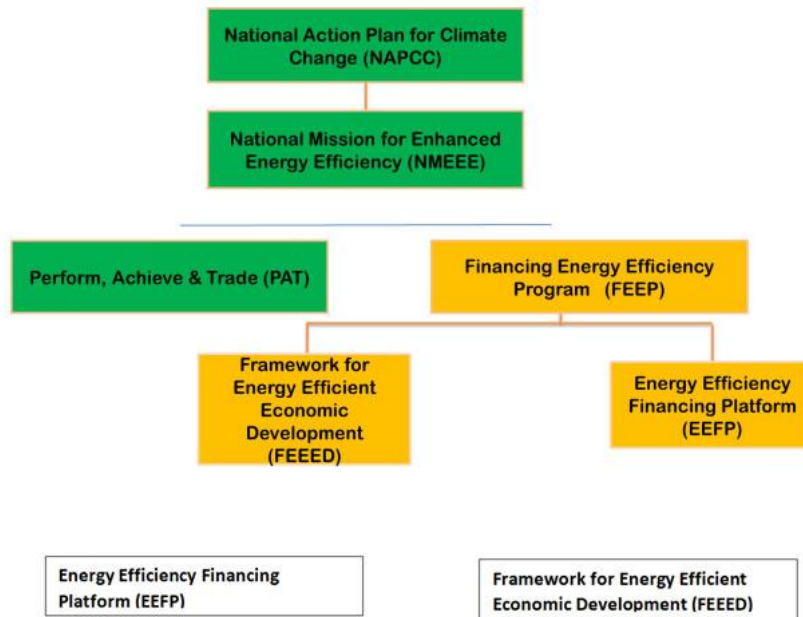 National Action Plan for Climate
Change (NAPCC)
National Mission for Enhanced
Energy Efficiency (NMEEE)
Perform, Achieve & Trade (PAT)
Financing Energy Efficiency
Program (FEEP)
Framework for
Energy Efficient
Economic
Development
(FEEED)
Energy Efficiency
Financing Platform
(EEFP)
Energy Efficiency Financing
Platform (EEFP)
Framework for Energy Efficient
Economic Development (FEEED)